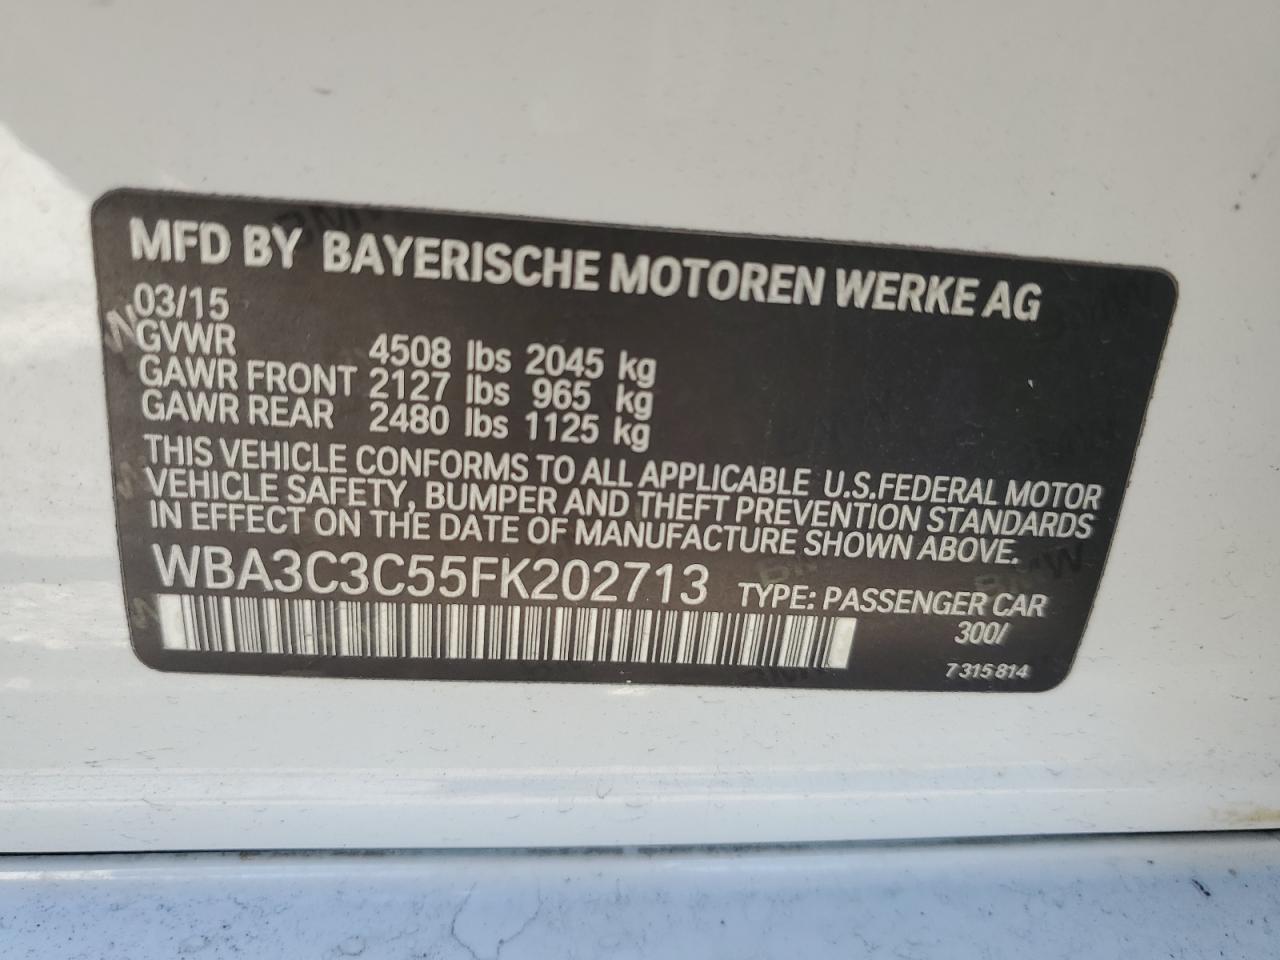 MFD BY BAYERISCHE MOTOREN WERKE AG
03/15
GVWR 4508 lbs 2045 kg
GAWR FRONT 2127 lbs 965 kg
GAWR REAR 2480 lbs 1125 kg
THIS VEHICLE CONFORMS TO ALL APPLICABLE U.S.FEDERAL MOTOR
VEHICLE SAFETY, BUMPER AND THEFT PREVENTION STANDARDS
IN EFFECT ON THE DATE OF MANUFACTURE SHOWN ABOVE.
WBA3C3C55FK202713 TYPE: PASSENGER CAR
300/
7 315 814